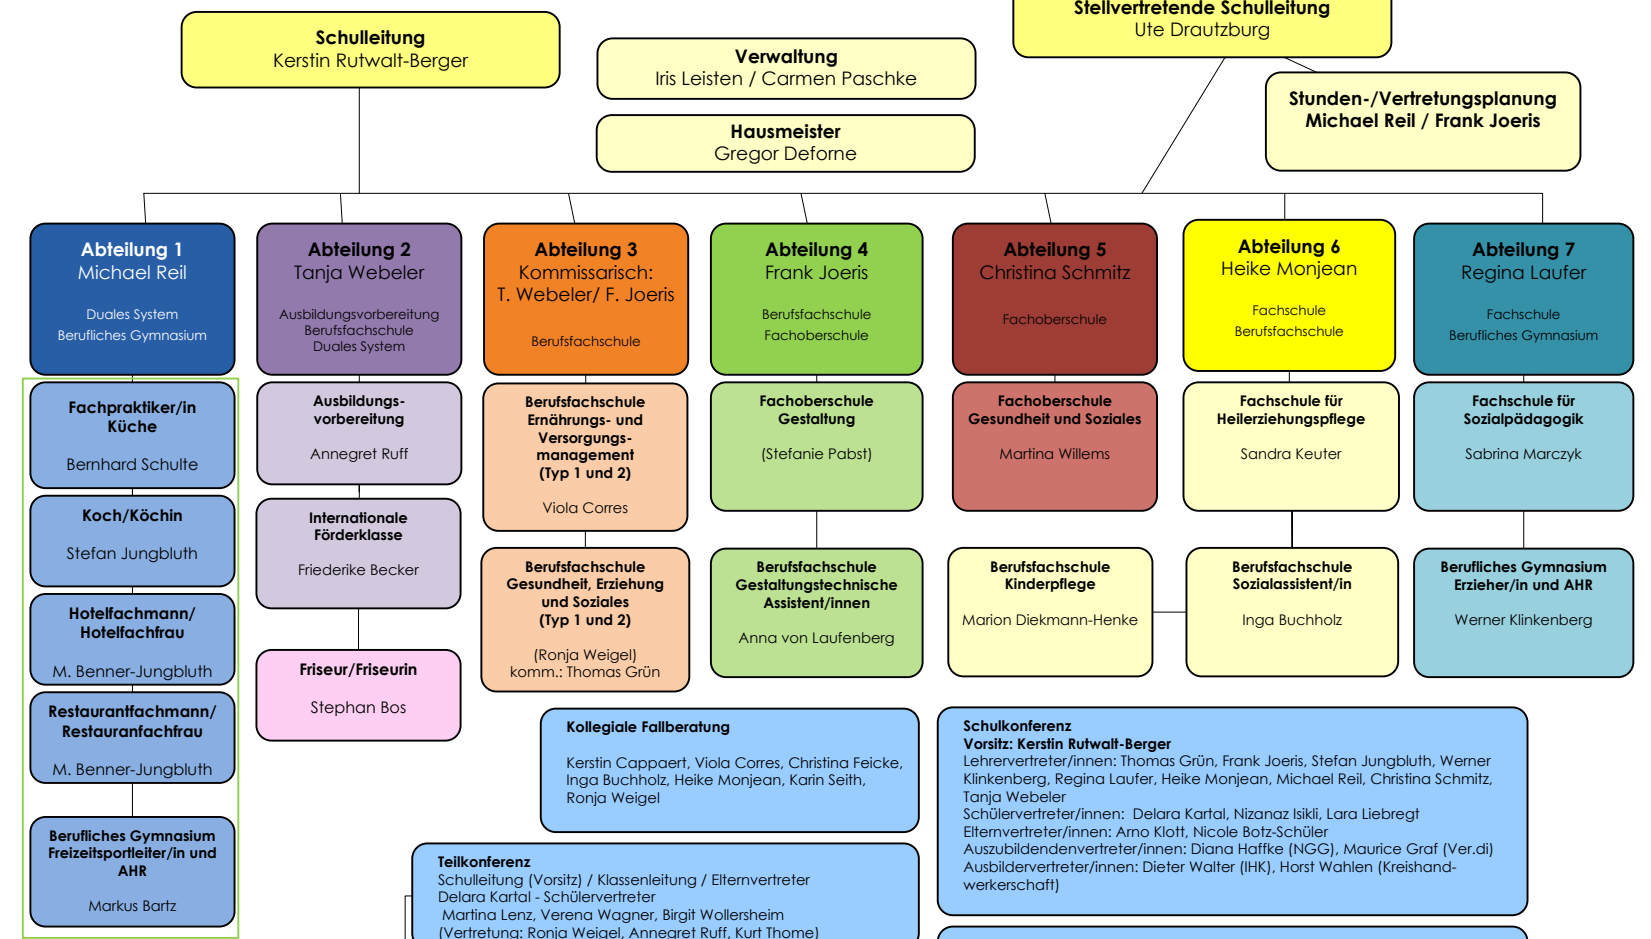 Schulleitung
Kerstin Rutwalt-Berger
Verwaltung
Iris Leisten / Carmen Paschke
Hausmeister
Gregor Deforne
Stellvertretende Schulleitung
Ute Drautzburg
Stunden-/Vertretungsplanung
Michael Reil / Frank Joeris
Abteilung 1
Michael Reil
Duales System
Berufliches Gymnasium
Abteilung 2
Tanja Webeler
Ausbildungsvorbereitung
Berufsfachschule
Duales System
Abteilung 3
Kommissarisch:
T. Webeler/ F. Joeris
Berufsfachschule
Abteilung 4
Frank Joeris
Berufsfachschule
Fachoberschule
Abteilung 5
Christina Schmitz
Fachoberschule
Abteilung 6
Heike Monjean
Fachschule
Berufsfachschule
Abteilung 7
Regina Laufer
Fachschule
Berufliches Gymnasium
Fachpraktiker/in
Küche
Bernhard Schulte
Koch/Köchin
Stefan Jungbluth
Hotelfachmann/
Hotelfachfrau
M. Benner-Jungbluth
Restaurantfachmann/
Restauranfachfrau
M. Benner-Jungbluth
Berufliches Gymnasium
Freizeitsportleiter/in und
AHR
Markus Bartz
Ausbildungs-
vorbereitung
Annegret Ruff
Internationale
Förderklasse
Friederike Becker
Friseur/Friseurin
Stephan Bos
Berufsfachschule
Ernährungs- und
Versorgungs-
management
(Typ 1 und 2)
Viola Corres
Berufsfachschule
Gesundheit, Erziehung
und Soziales
(Typ 1 und 2)
(Ronja Weigel)
komm.: Thomas Grün
Fachoberschule
Gestaltung
(Stefanie Pabst)
Berufsfachschule
Gestaltungstechnische
Assistent/innen
Anna von Laufenberg
Fachoberschule
Gesundheit und Soziales
Martina Willems
Berufsfachschule
Kinderpflege
Marion Diekmann-Henke
Fachschule für
Heilerziehungspflege
Sandra Keuter
Berufsfachschule
Sozialassistent/in
Inga Buchholz
Fachschule für
Sozialpädagogik
Sabrina Marczyk
Berufliches Gymnasium
Erzieher/in und AHR
Werner Klinkenberg
Kollegiale Fallberatung
Kerstin Cappaert, Viola Corres, Christina Feicke,
Inga Buchholz, Heike Monjean, Karin Seith,
Ronja Weigel
Schulkonferenz
Vorsitz: Kerstin Rutwalt-Berger
Lehrervertreter/innen: Thomas Grün, Frank Joeris, Stefan Jungbluth, Werner
Klinkenberg, Regina Laufer, Heike Monjean, Michael Reil, Christina Schmitz,
Tanja Webeler
Schülervertreter/innen: Delara Kartal, Nizanaz Isikli, Lara Liebregt
Elternvertreter/innen: Arno Klott, Nicole Botz-Schüler
Auszubildendenvertreter/innen: Diana Haffke (NGG), Maurice Graf (Ver.di)
Ausbildervertreter/innen: Dieter Walter (IHK), Horst Wahlen (Kreishand-
werkerschaft)
Teilkonferenz
Schulleitung (Vorsitz) / Klassenleitung / Elternvertreter
Delara Kartal - Schülervertreter
Martina Lenz, Verena Wagner, Birgit Wollersheim
(Vertretung: Ronja Weigel, Annegret Ruff, Kurt Thome)